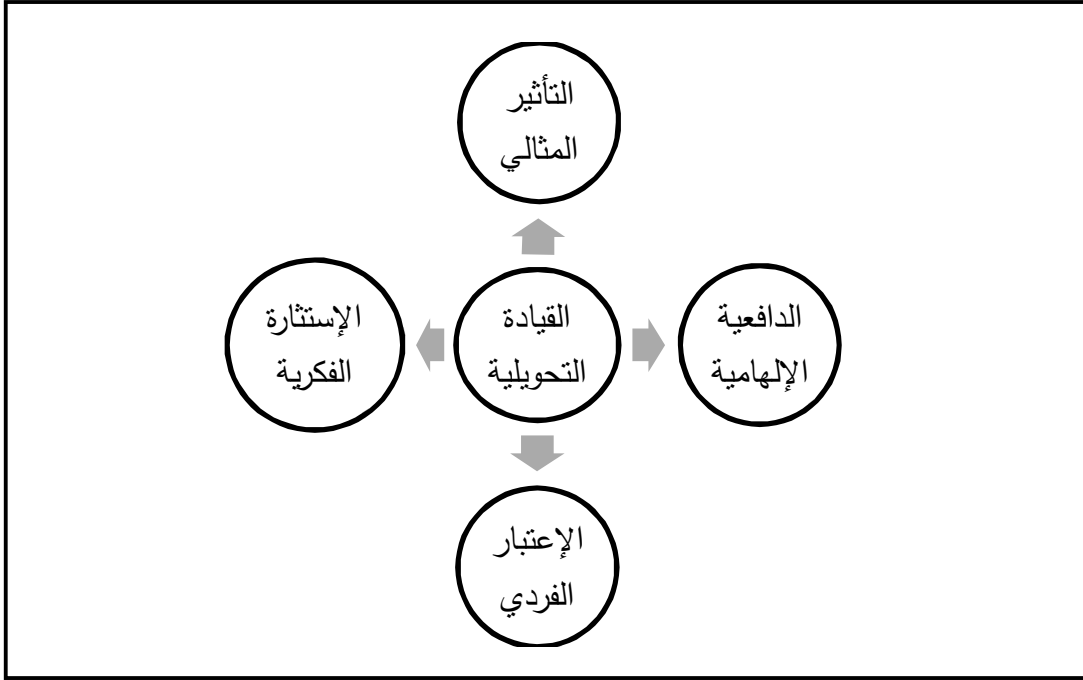 التأثير
المثالي
الدافعية
الإلهامية
القيادة
التحويلية
الإستثارة
الفكرية
الإعتبار
الفردي